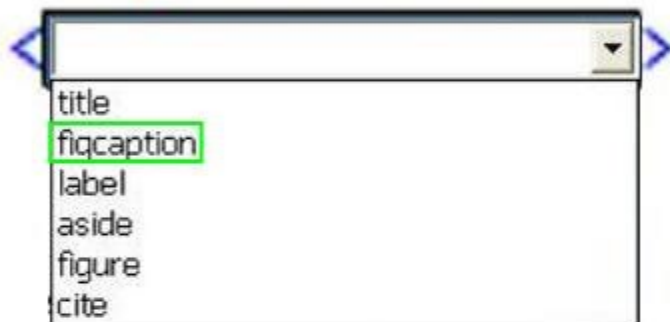 <
>
title
figcaption
label
aside
figure
cite